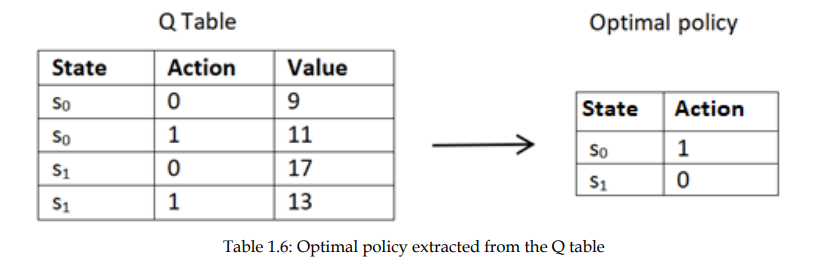 Q Table
State Action Value
s₀ 0 9
s₀ 1 11
s₁ 0 17
s₁ 1 13
Optimal policy
State Action
s₀ 1
s₁ 0
Table 1.6: Optimal policy extracted from the Q table